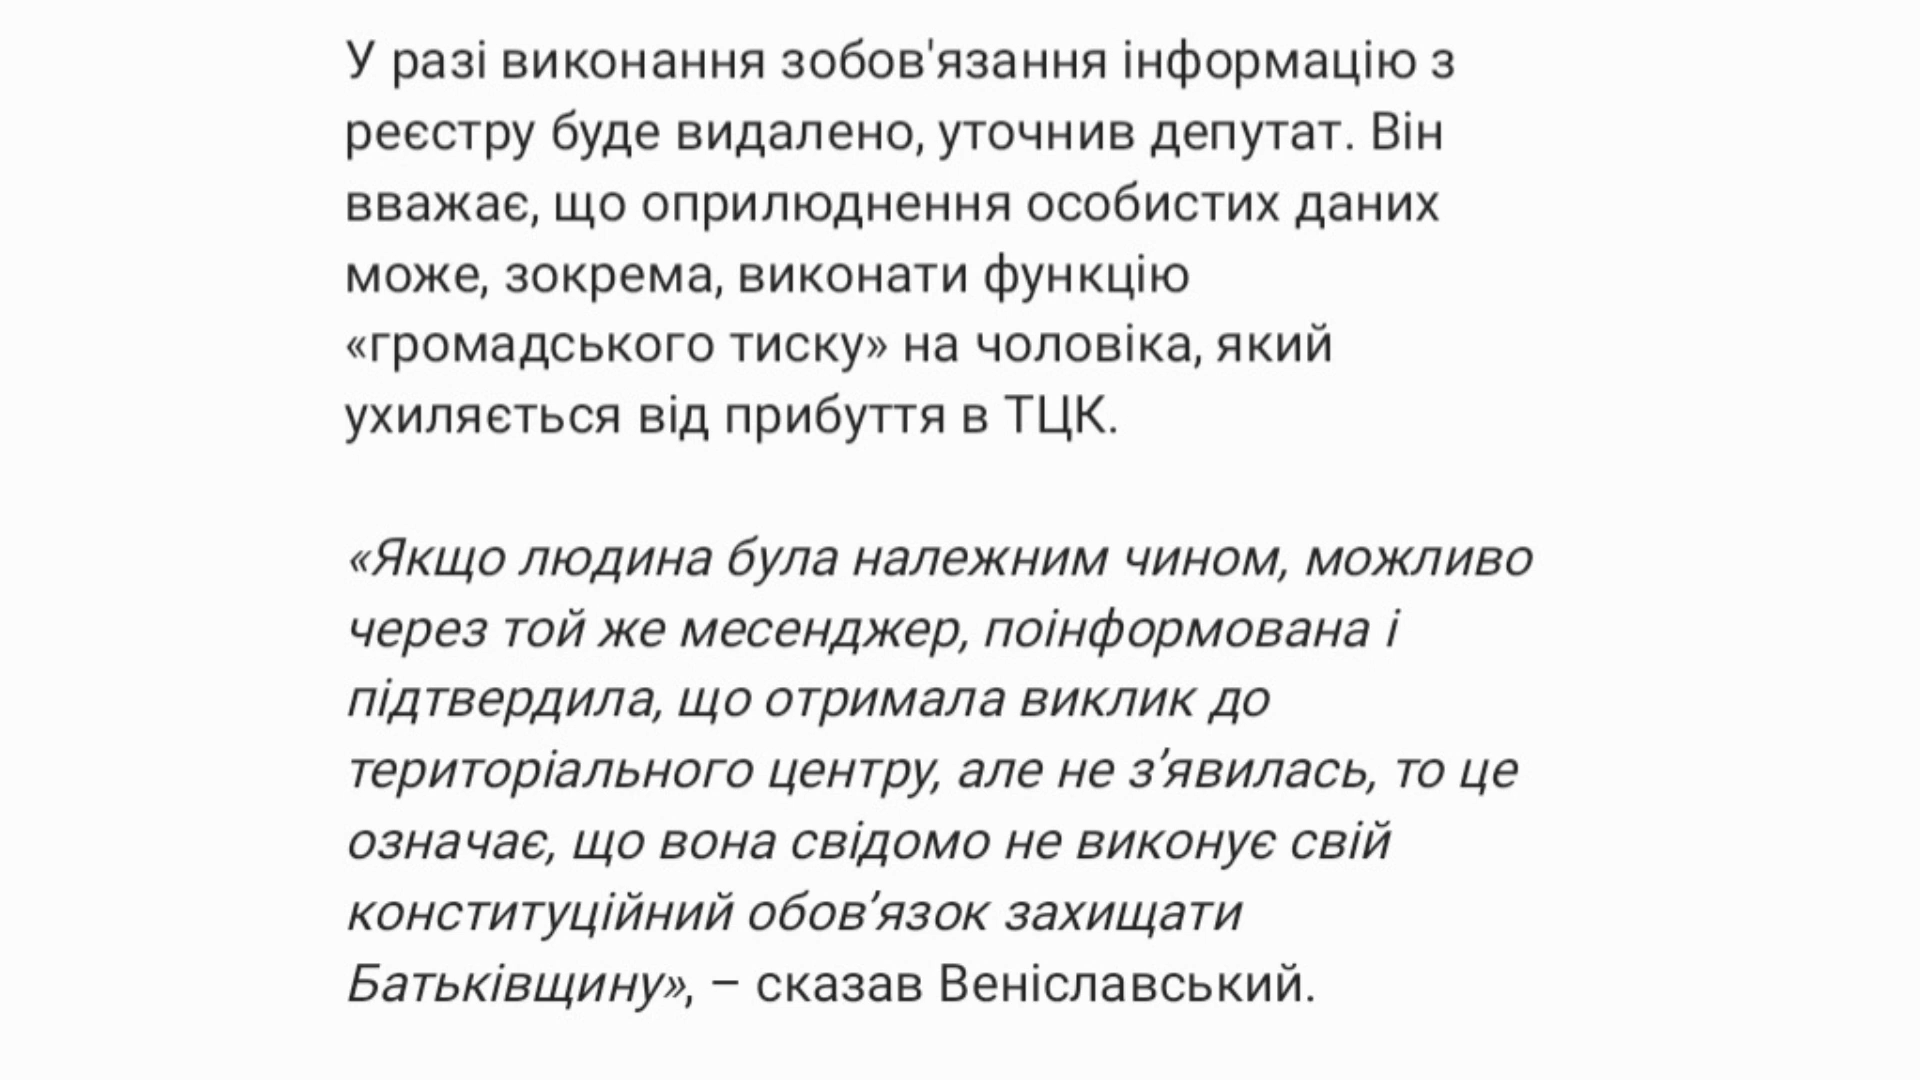 У разі виконання зобов'язання інформацію з
реєстру буде видалено, уточнив депутат. Він
вважає, що оприлюднення особистих даних
може, зокрема, виконати функцію
«громадського тиску» на чоловіка, який
ухиляється від прибуття в ТЦК.
«Якщо людина була належним чином, можливо
через той же месенджер, поінформована і
підтвердила, що отримала виклик до
територіального центру, але не з’явилась, то це
означає, що вона свідомо не виконує свій
конституційний обов’язок захищати
Батьківщину», – сказав Веніславський.